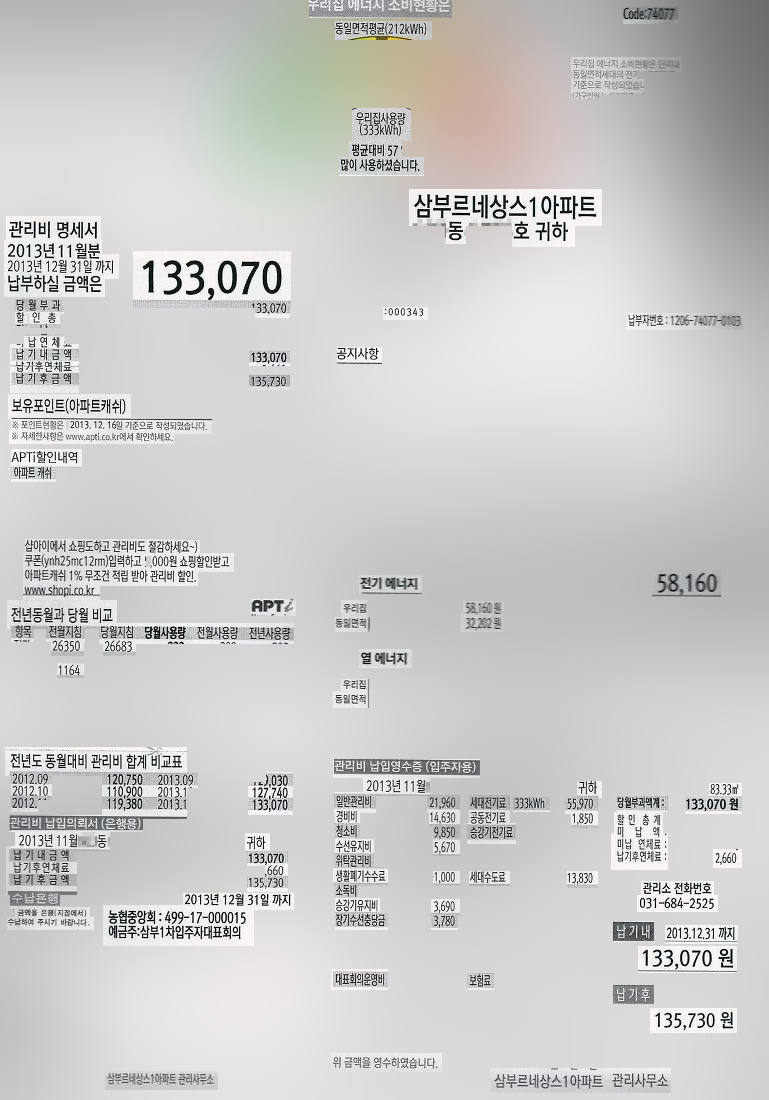 우리집 에너지 소비현황은
동일면적평균(212kWh)
Code:74077
우리집 에너지 소비현황은 단지내
동일면적세대의 전기
기준으로 작성되었습
우리집사용량
(333kWh)
평균대비 57
많이 사용하셨습니다.
삼부르네상스1아파트
동 호 귀하
관리비 명세서
2013년11월분
2013년 12월 31일 까지
납부하실 금액은
133,070
당 월 부 과 133,070
할 인 총
:000343
납부자번호 : 1206-74077-0103
미 납 연 체 료
납 기 내 금 액 133,070
납기후연체료
납 기 후 금 액 135,730
공지사항
보유포인트(아파트캐쉬)
※ 포인트현황은 2013. 12. 16일 기준으로 작성되었습니다.
※ 자세한사항은 www.apti.co.kr에서 확인하세요.
APTi할인내역
아파트 캐쉬
샵아이에서 쇼핑도하고 관리비도 절감하세요~)
쿠폰(ynh25mc12rm)입력하고 ,000원 쇼핑할인받고
아파트캐쉬 1% 무조건 적립 받아 관리비 할인.
www.shopi.co.kr
APTi
전년동월과 당월 비교
항목 전월지침 당월지침 당월사용량 전월사용량 전년사용량
26350 26683
1164
전기 에너지 58,160
우리집 58,160 원
동일면적 32,202 원
열 에너지
우리집
동일면적
전년도 동월대비 관리비 합계 비교표
2012.09 120,750 2013.09 ,030
2012.10 110,900 2013.1 127,740
2012. 119,380 2013.1 133,070
관리비 납입의뢰서 (은행용)
2013년 11월 동 귀하
납 기 내 금 액 133,070
납기후연체료 ,660
납 기 후 금 액 135,730
수납은행 2013년 12월 31일 까지
금액을 은행(지점에서)
수납하여 주시기 바랍니다.
농협중앙회 : 499-17-000015
예금주:삼부1차입주자대표회의
삼부르네상스1아파트 관리사무소
관리비 납입영수증 (입주자용)
2013년 11월 귀하 83.33㎡
일반관리비 21,960 세대전기료 333kWh 55,970
경비비 14,630 공동전기료 1,850
청소비 9,850 승강기전기료
수선유지비 5,670
위탁관리비
생활폐기수수료 1,000 세대수도료 13,830
소독비
승강기유지비 3,690
장기수선충당금 3,780
대표회의운영비 보험료
당월부과액계 : 133,070 원
할 인 총 계
미 납 액 .
미납 연체료 :
납기후연체료 : 2,660
관리소 전화번호
031-684-2525
납 기 내 2013.12.31 까지
133,070 원
납 기 후
135,730 원
위 금액을 영수하였습니다.
삼부르네상스1아파트 관리사무소